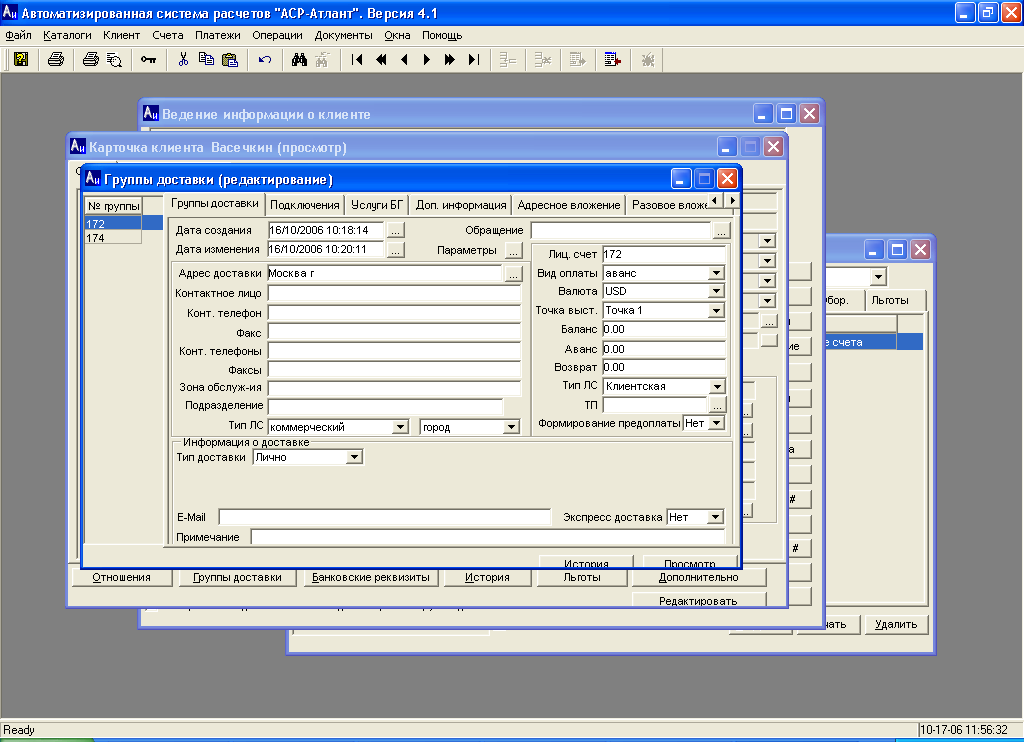 Автоматизированная система расчетов "АСР-Атлант". Версия 4.1
Файл Каталоги Клиент Счета Платежи Операции Документы Окна Помощь
Ведение информации о клиенте
Карточка клиента Васечкин (просмотр)
Группы доставки (редактирование)
№ группы
172
174
Группы доставки Подключения Услуги БГ Доп. информация Адресное вложение Разовое влож
Дата создания 16/10/2006 10:18:14 ... Обращение ...
Дата изменения 16/10/2006 10:20:11 ... Параметры ...
Адрес доставки Москва г ...
Контактное лицо
Конт. телефон
Факс
Конт. телефоны
Факсы
Зона обслуж-ия
Подразделение
Тип ЛС коммерческий город
Лиц. счет 172
Вид оплаты аванс
Валюта USD
Точка выст. Точка 1
Баланс 0.00
Аванс 0.00
Возврат 0.00
Тип ЛС Клиентская
ТП ...
Формирование предоплаты Нет
Информация о доставке
Тип доставки Лично
E-Mail Экспресс доставка Нет
Примечание
История Просмотр
Отношения Группы доставки Банковские реквизиты История Льготы Дополнительно
Редактировать
...
ие
а
#
#
обор. Льготы
е счета
чать Удалить
Ready 10-17-06 11:56:32